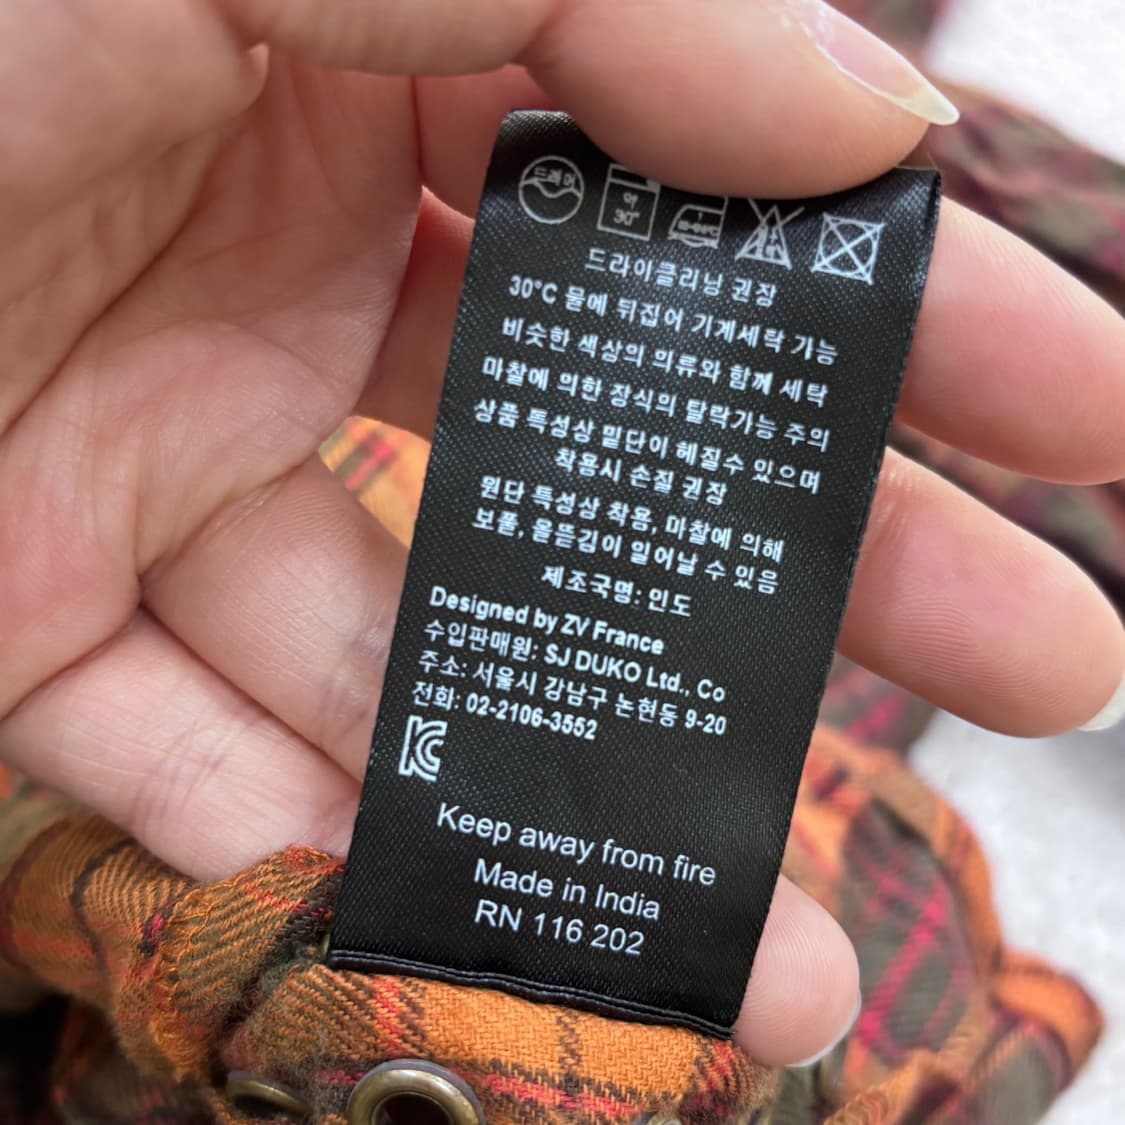 드라이
약
30°
드라이클리닝 권장
30°C 물에 뒤집어 기계세탁 가능
비슷한 색상의 의류와 함께 세탁
마찰에 의한 장식의 탈락가능 주의
상품 특성상 밑단이 헤질수 있으며
착용시 손질 권장
원단 특성상 착용, 마찰에 의해
보풀, 올뜯김이 일어날 수 있음
제조국명: 인도
Designed by ZV France
수입판매원: SJ DUKO Ltd., Co
주소: 서울시 강남구 논현동 9-20
전화: 02-2106-3552
Keep away from fire
Made in India
RN 116 202